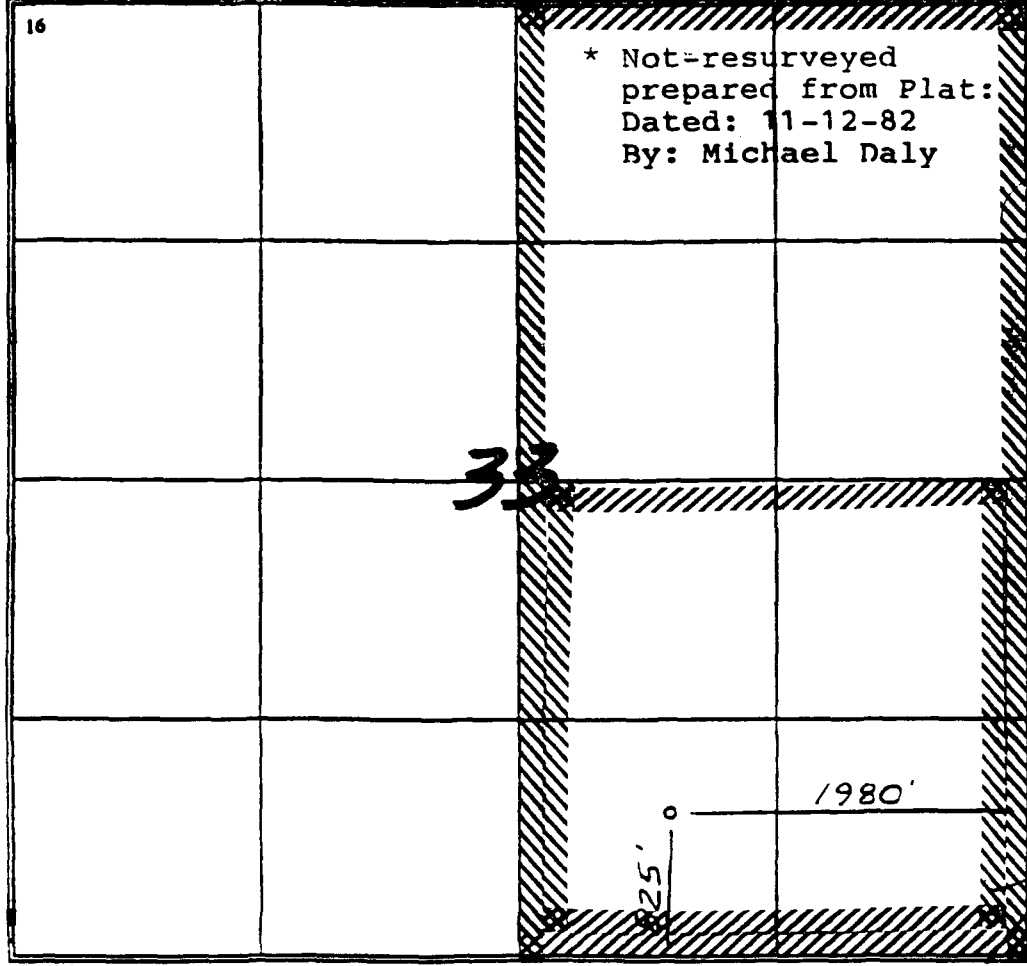 16
* Not-resurveyed
prepared from Plat:
Dated: 11-12-82
By: Michael Daly
33
1980'
825'